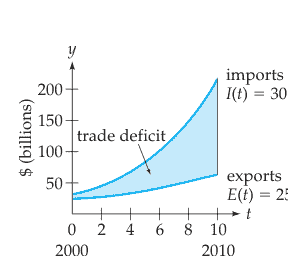 y
imports
I(t) = 30
200
150
trade deficit
100
50
$ (billions)
exports
E(t) = 25
t
0 2 4 6 8 10
2000 2010